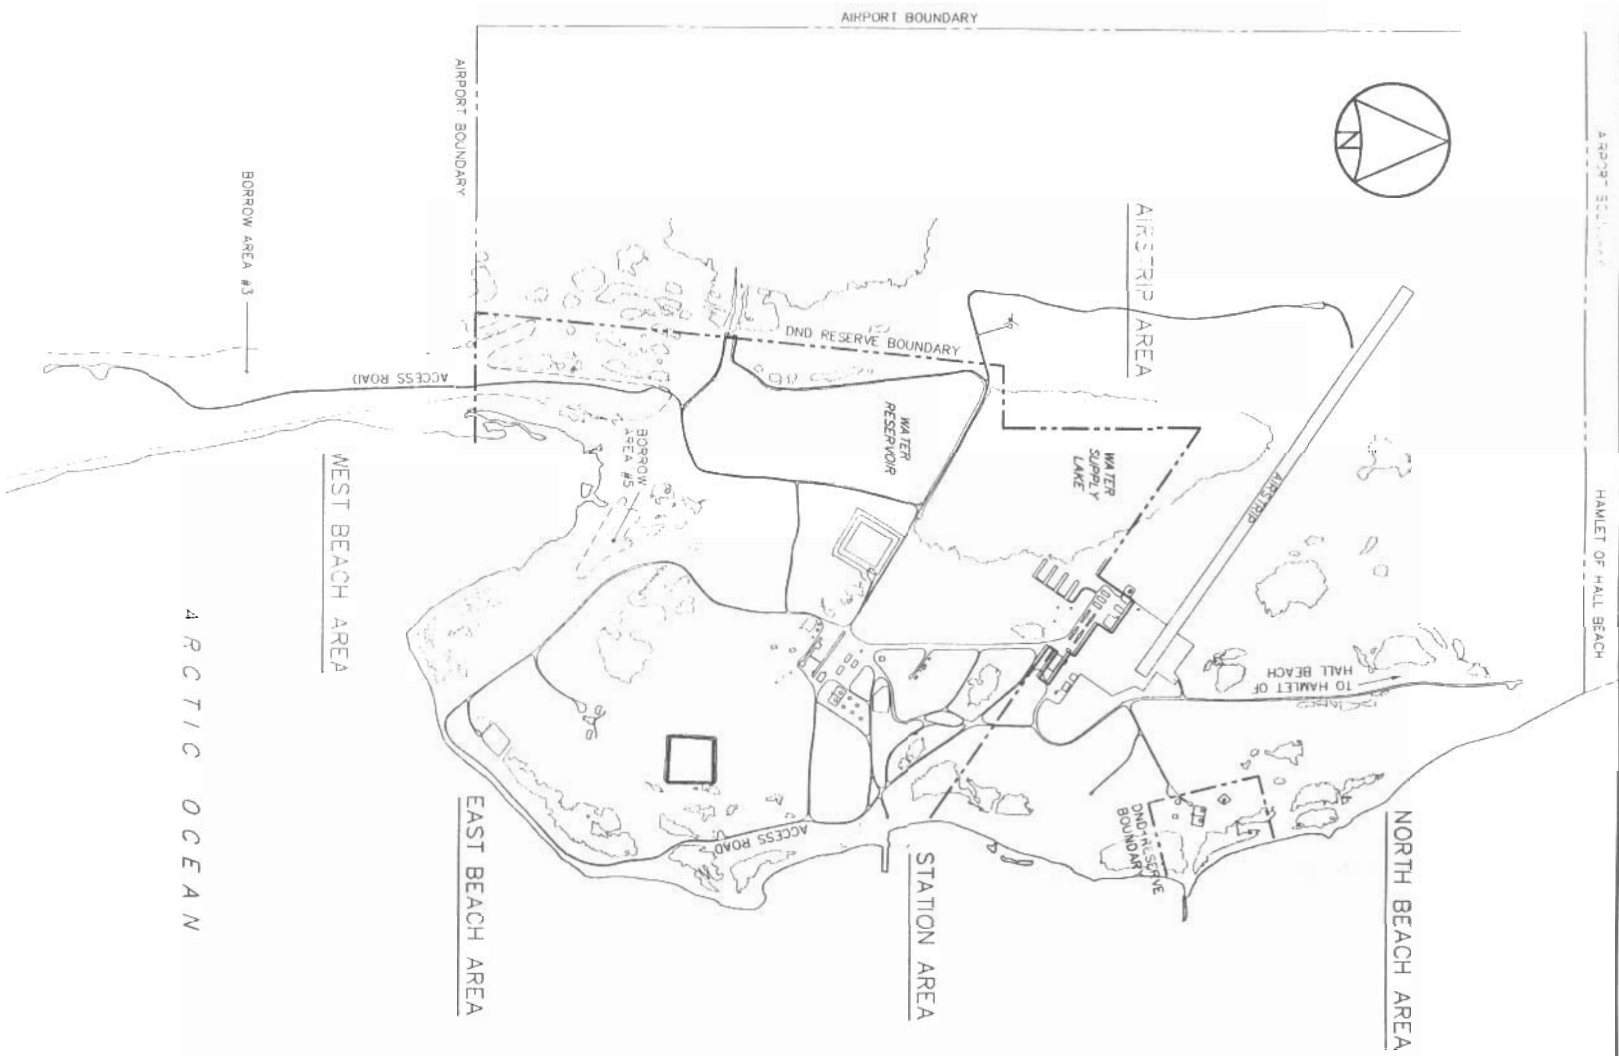 AIRPORT BOUNDARY
AIRPORT BOUNDARY
AIRPORT
HAMLET OF HALL BEACH
N
BORROW AREA #3
AIRSTRIP AREA
DND RESERVE BOUNDARY
ACCESS ROAD
WATER
RESERVOIR
WATER
SUPPLY
LAKE
AIRSTRIP
BORROW
AREA #5
WEST BEACH AREA
TO HAMLET OF
HALL BEACH
ARCTIC OCEAN
EAST BEACH AREA
ACCESS ROAD
STATION AREA
DND RESERVE
BOUNDARY
NORTH BEACH AREA